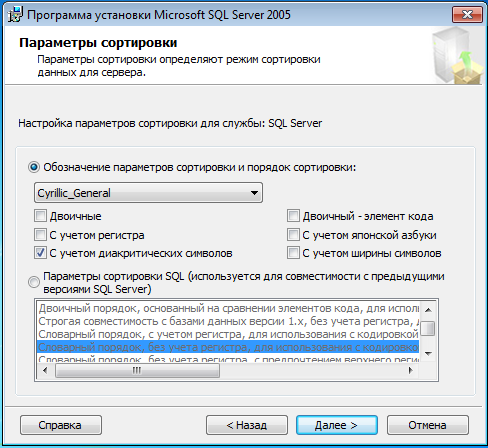 Программа установки Microsoft SQL Server 2005
Параметры сортировки
Параметры сортировки определяют режим сортировки
данных для сервера.
Настройка параметров сортировки для службы: SQL Server
Обозначение параметров сортировки и порядок сортировки:
Cyrillic_General
Двоичные
Двоичный - элемент кода
С учетом регистра
С учетом японской азбуки
С учетом диакритических символов
С учетом ширины символов
Параметры сортировки SQL (используется для совместимости с предыдущими
версиями SQL Server)
Двоичный порядок, основанный на сравнении элементов кода, для испол
Строгая совместимость с базами данных версии 1.x, без учета регистра, д
Словарный порядок, с учетом регистра, для использования с кодировкой
Словарный порядок, без учета регистра, для использования с кодировко
Словарный порядок, без учета регистра, с предпочтением верхнего реги
Справка
< Назад
Далее >
Отмена